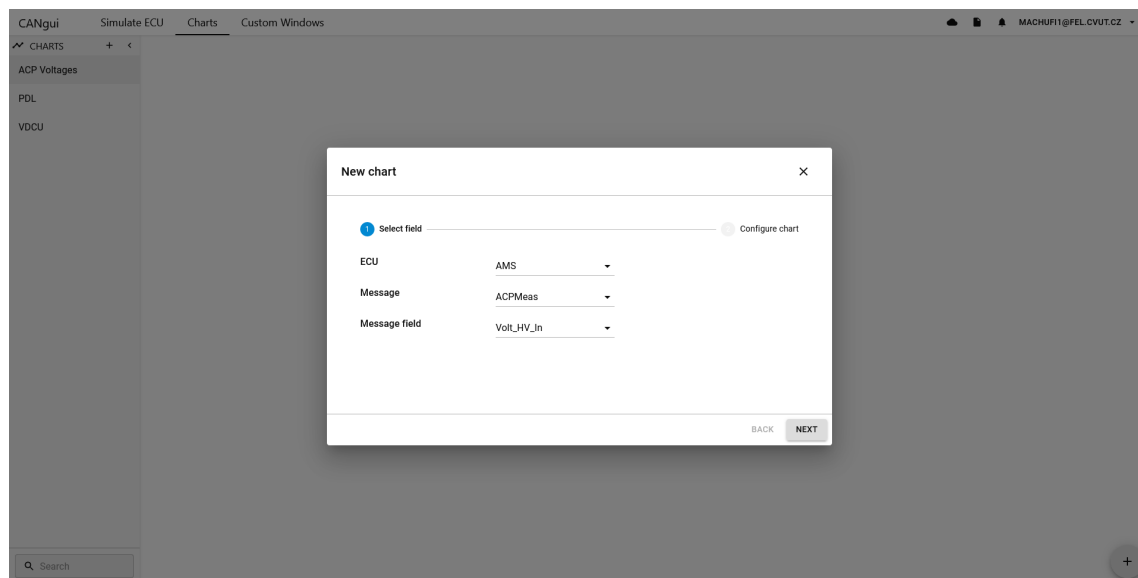 CANgui Simulate ECU Charts Custom Windows MACHUFI1@FEL.CVUT.CZ
CHARTS
ACP Voltages
PDL
VDCU
New chart
1 Select field Configure chart
ECU AMS
Message ACPMeas
Message field Volt_HV_In
BACK NEXT
Search